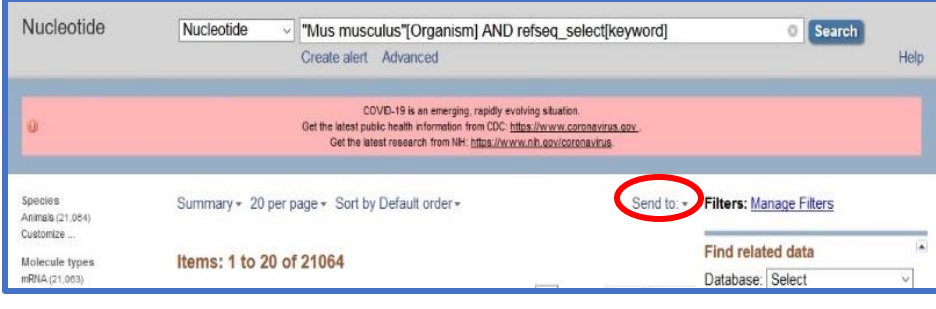 Nucleotide
Nucleotide "Mus musculus"[Organism] AND refseq_select[keyword] Search
Create alert Advanced Help
COVID-19 is an emerging, rapidly evolving situation.
Get the latest public health information from CDC: https://www.coronavirus.gov .
Get the latest research from NIH: https://www.nih.gov/coronavirus.
Species
Animals (21,064)
Customize ...
Molecule types
mRNA (21,063)
Summary 20 per page Sort by Default order Send to:
Items: 1 to 20 of 21064
Filters: Manage Filters
Find related data
Database: Select